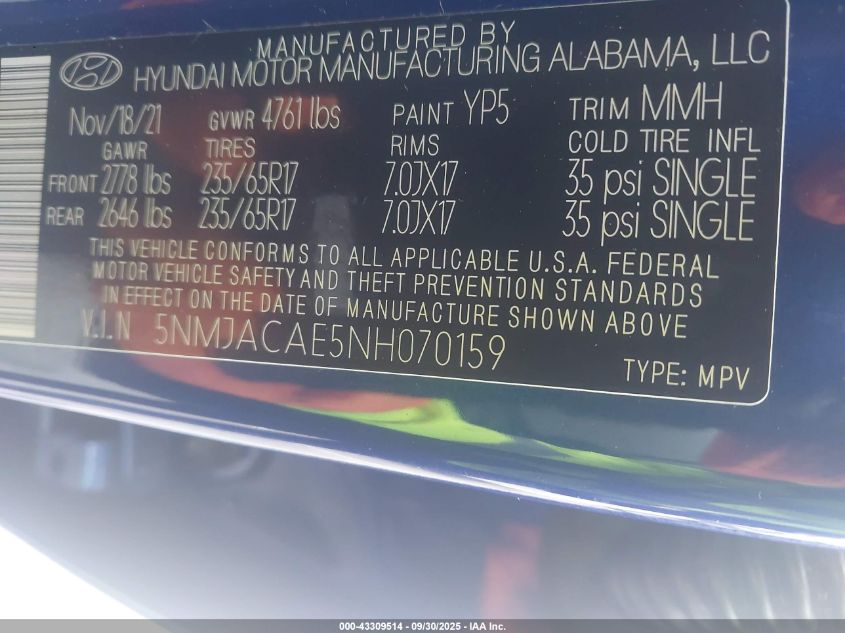 MANUFACTURED BY
HYUNDAI MOTOR MANUFACTURING ALABAMA, LLC
Nov/18/21 GVWR 4761 lbs PAINT YP5 TRIM MMH
GAWR TIRES RIMS COLD TIRE INFL
FRONT 2778 lbs 235/65R17 7.0JX17 35 psi SINGLE
REAR 2646 lbs 235/65R17 7.0JX17 35 psi SINGLE
THIS VEHICLE CONFORMS TO ALL APPLICABLE U.S.A. FEDERAL
MOTOR VEHICLE SAFETY AND THEFT PREVENTION STANDARDS
IN EFFECT ON THE DATE OF MANUFACTURE SHOWN ABOVE
V.I.N 5NMJACAE5NH070159
TYPE: MPV
000-43309514 - 09/30/2025 - IAA Inc.